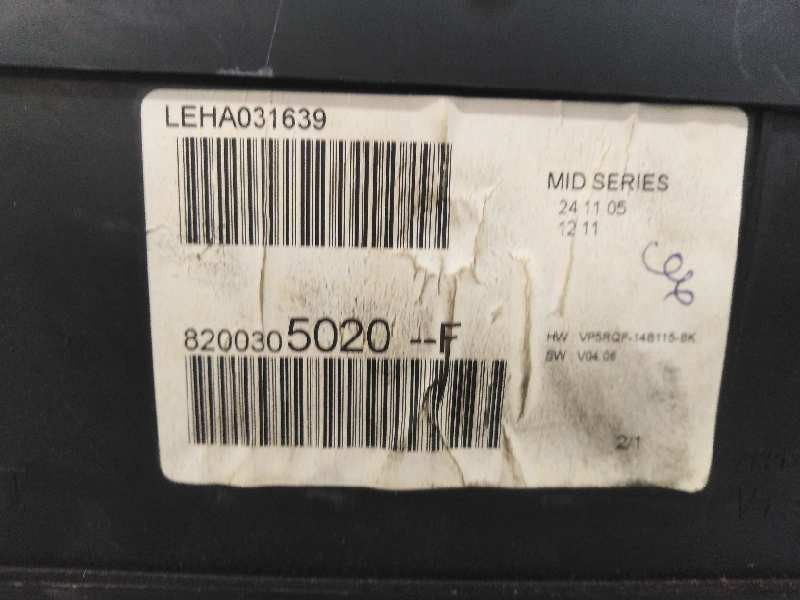 LEHA031639
MID SERIES
24 11 05
12 11
8200305020 --F
HW VP5RQF-14B115-BK
SW V04.06
2/1